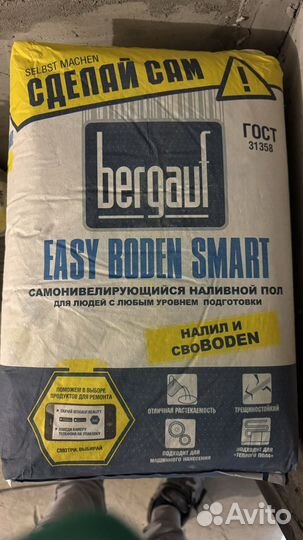 SELBST MACHEN
СДЕЛАЙ САМ
!
ГОСТ
31358
bergauf
EASY BODEN SMART
САМОНИВЕЛИРУЮЩИЙСЯ НАЛИВНОЙ ПОЛ
ДЛЯ ЛЮДЕЙ С ЛЮБЫМ УРОВНЕМ ПОДГОТОВКИ
НАЛИЛ И
СВОBODEN
ПОМОЖЕМ В ВЫБОРЕ
ПРОДУКТОВ ДЛЯ РЕМОНТА
СМОТРИ, ВЫБИРАЙ
ОТЛИЧНАЯ РАСТЕКАЕМОСТЬ
ТРЕЩИНОСТОЙКИЙ
ПОДХОДИТ ДЛЯ
МАШИННОГО НАНЕСЕНИЯ
ПОДХОДИТ ДЛЯ
«ТЕПЛОГО ПОЛА»
Avito